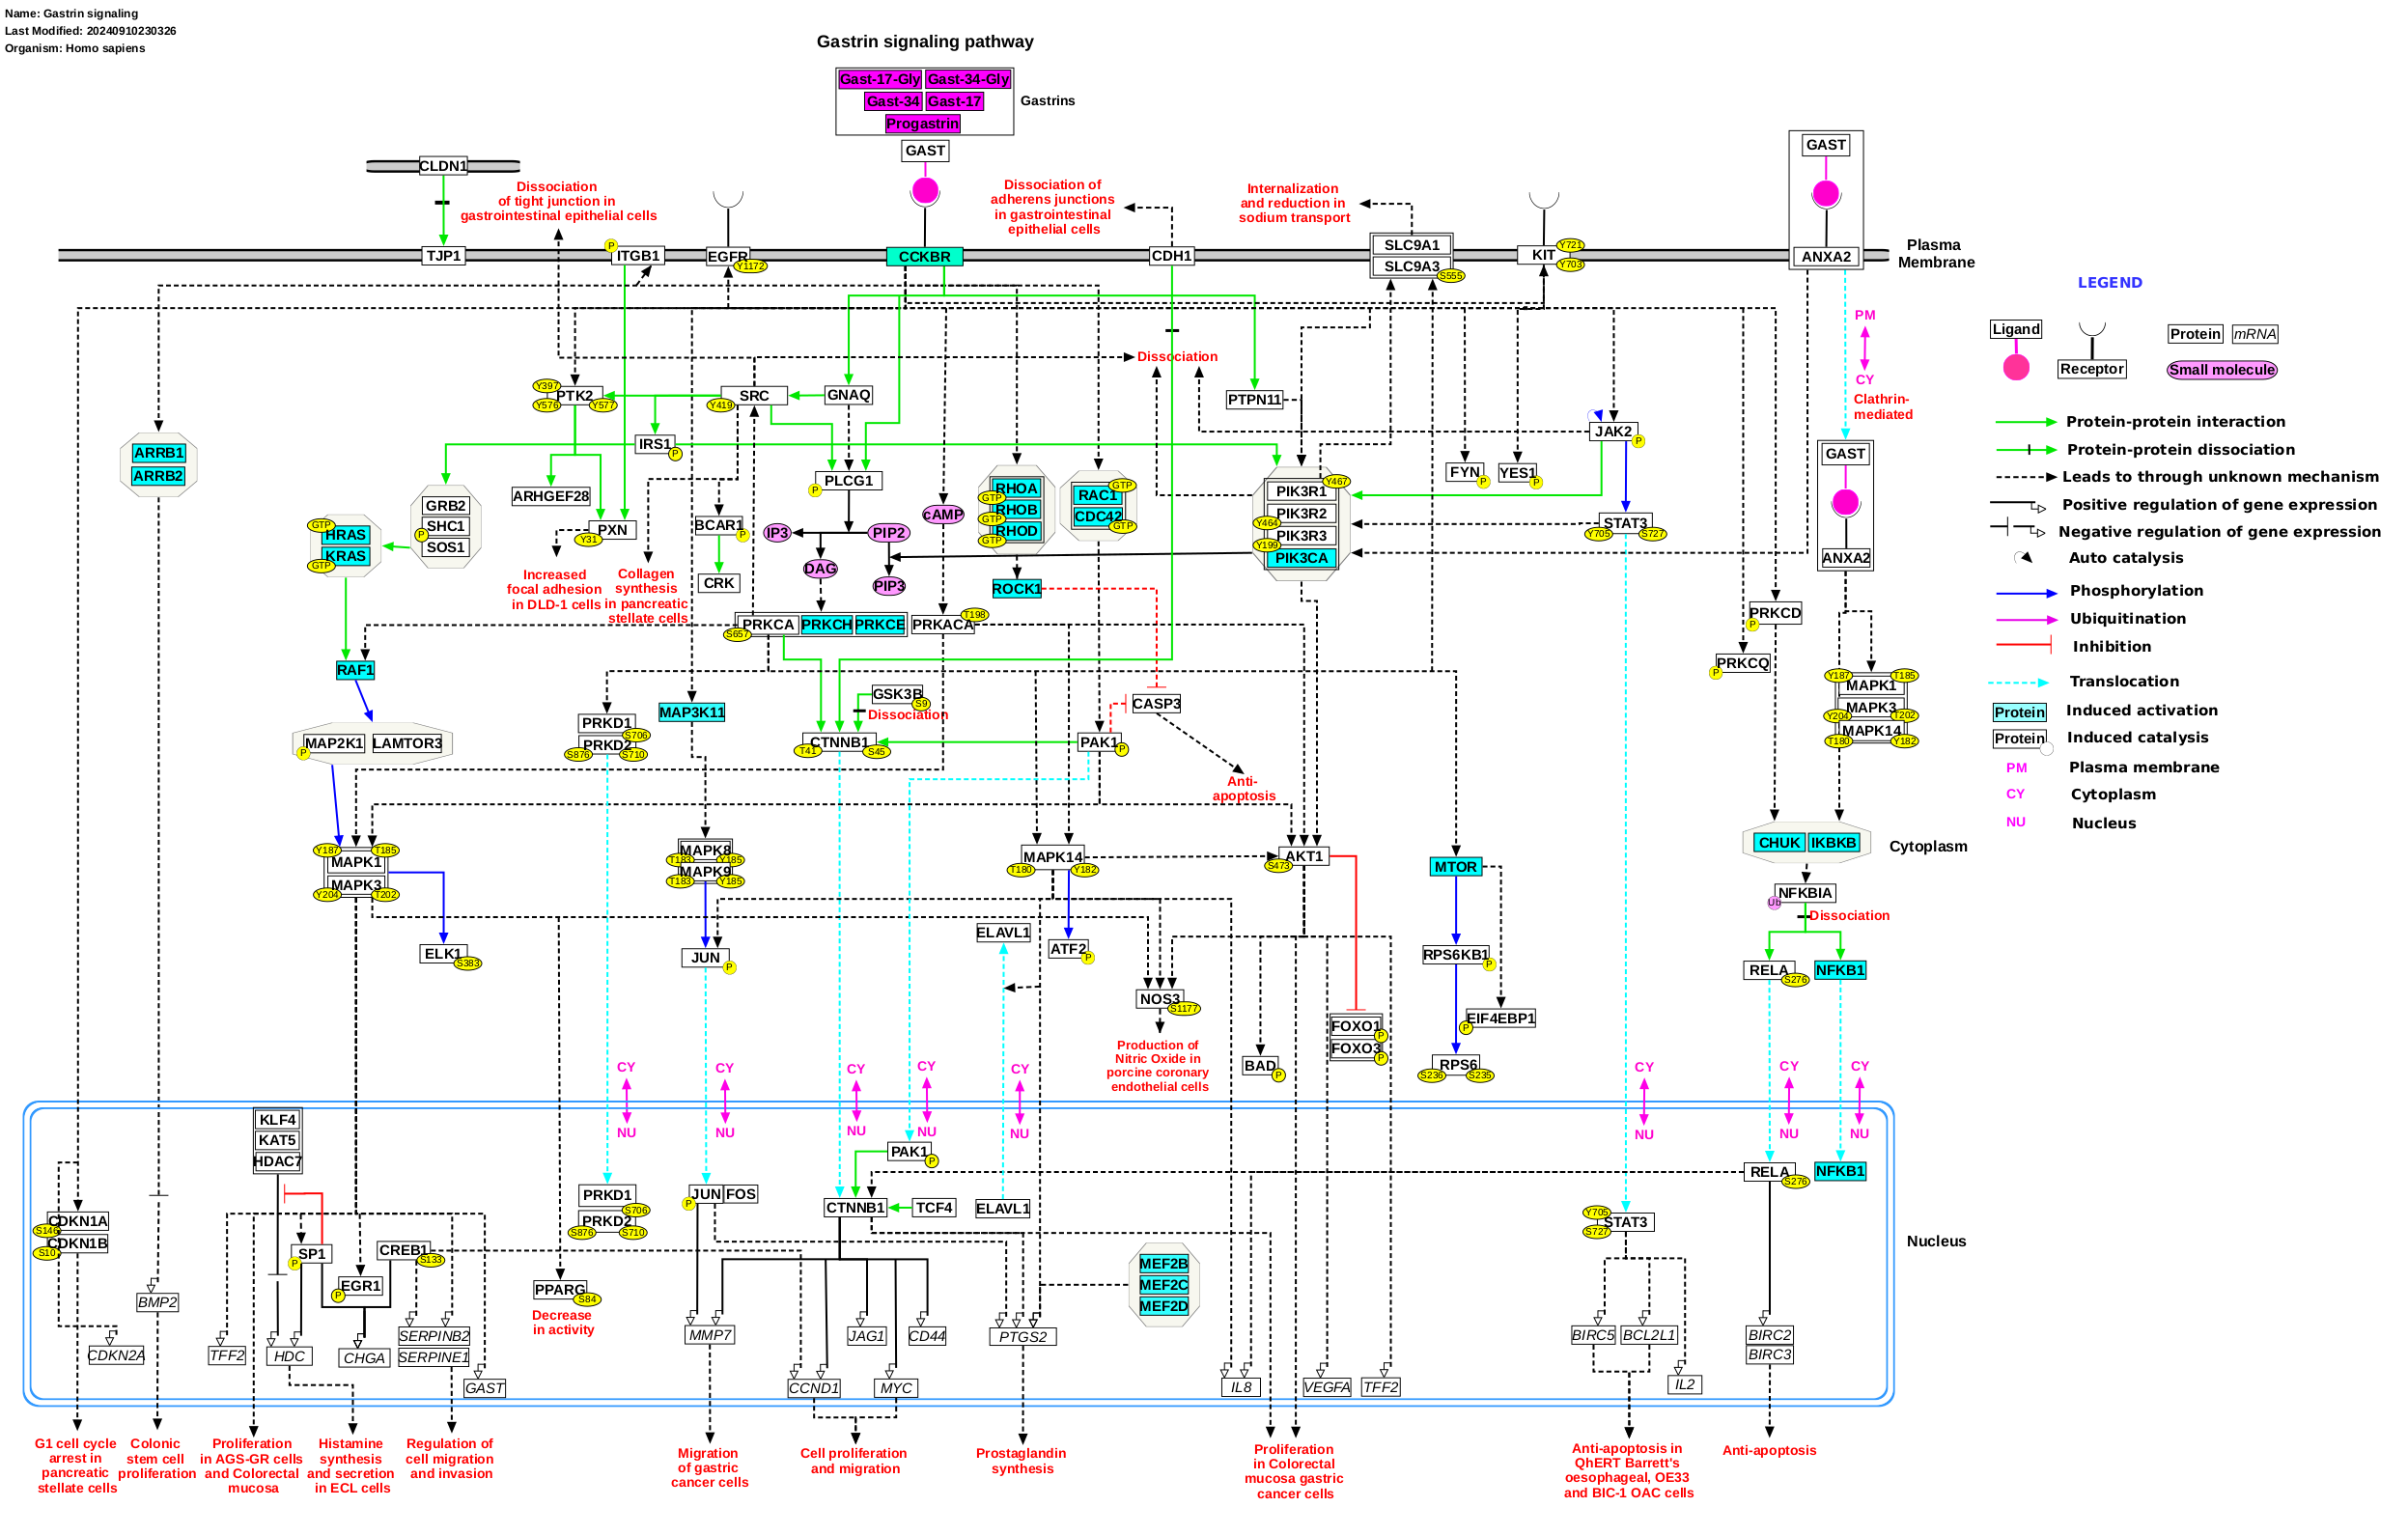 Name: Gastrin signaling
Last Modified: 20240910230326
Organism: Homo sapiens
Gastrin signaling pathway
Gast-17-Gly Gast-34-Gly
Gast-34 Gast-17
Progastrin
Gastrins
GAST
GAST
CLDN1
Dissociation
of tight junction in
gastrointestinal epithelial cells
Dissociation of
adherens junctions
in gastrointestinal
epithelial cells
Internalization
and reduction in
sodium transport
TJP1
P
ITGB1
EGFR
Y1172
CCKBR
CDH1
SLC9A1
SLC9A3
S555
KIT
Y721
Y703
ANXA2
Plasma
Membrane
LEGEND
PM
CY
Clathrin-
mediated
Ligand
Receptor
Protein
mRNA
Small molecule
Protein-protein interaction
Protein-protein dissociation
Leads to through unknown mechanism
Positive regulation of gene expression
Negative regulation of gene expression
Auto catalysis
Phosphorylation
Ubiquitination
Inhibition
Translocation
Protein
Induced activation
Protein
Induced catalysis
PM
Plasma membrane
CY
Cytoplasm
NU
Nucleus
Dissociation
Y397
PTK2
Y576
Y577
SRC
Y419
GNAQ
PTPN11
JAK2
P
ARRB1
ARRB2
IRS1
P
GAST
ANXA2
GRB2
SHC1
P
SOS1
ARHGEF28
PLCG1
P
RHOA
GTP
RHOB
GTP
RHOD
GTP
RAC1
GTP
CDC42
GTP
PIK3R1
Y467
PIK3R2
Y464
PIK3R3
Y199
PIK3CA
FYN
P
YES1
P
STAT3
Y705
S727
GTP
HRAS
KRAS
GTP
PXN
Y31
BCAR1
P
cAMP
IP3
PIP2
DAG
PIP3
CRK
ROCK1
Increased
focal adhesion
in DLD-1 cells
Collagen
synthesis
in pancreatic
stellate cells
PRKCA
S657
PRKCH
PRKCE
PRKACA
T198
PRKCD
P
PRKCQ
P
RAF1
MAP3K11
GSK3B
S9
Dissociation
CASP3
Y187
T185
MAPK1
MAPK3
Y204
T202
MAPK14
T180
Y182
PRKD1
S706
PRKD2
S876
S710
CTNNB1
T41
S45
PAK1
P
MAP2K1
P
LAMTOR3
Anti-
apoptosis
Y187
T185
MAPK1
MAPK3
Y204
T202
MAPK8
T183
Y185
MAPK9
T183
Y185
MAPK14
T180
Y182
AKT1
S473
MTOR
CHUK
IKBKB
Cytoplasm
NFKBIA
Ub
Dissociation
ELK1
S383
JUN
P
ELAVL1
ATF2
P
RPS6KB1
P
RELA
S276
NFKB1
NOS3
S1177
FOXO1
P
FOXO3
P
EIF4EBP1
P
Production of
Nitric Oxide in
porcine coronary
endothelial cells
BAD
P
RPS6
S236
S235
CY
NU
CY
NU
CY
NU
CY
NU
CY
NU
CY
NU
CY
NU
CY
NU
KLF4
KAT5
HDAC7
PAK1
P
RELA
S276
NFKB1
CDKN1A
S146
CDKN1B
S10
PRKD1
S706
PRKD2
S876
S710
JUN
P
FOS
CTNNB1
TCF4
ELAVL1
Y705
STAT3
S727
Nucleus
SP1
P
CREB1
S133
EGR1
P
PPARG
S84
Decrease
in activity
MEF2B
MEF2C
MEF2D
BMP2
CDKN2A
TFF2
HDC
CHGA
SERPINB2
SERPINE1
GAST
MMP7
JAG1
CD44
PTGS2
CCND1
MYC
IL8
VEGFA
TFF2
BIRC5
BCL2L1
IL2
BIRC2
BIRC3
G1 cell cycle
arrest in
pancreatic
stellate cells
Colonic
stem cell
proliferation
Proliferation
in AGS-GR cells
and Colorectal
mucosa
Histamine
synthesis
and secretion
in ECL cells
Regulation of
cell migration
and invasion
Migration
of gastric
cancer cells
Cell proliferation
and migration
Prostaglandin
synthesis
Proliferation
in Colorectal
mucosa gastric
cancer cells
Anti-apoptosis in
QhERT Barrett's
oesophageal, OE33
and BIC-1 OAC cells
Anti-apoptosis